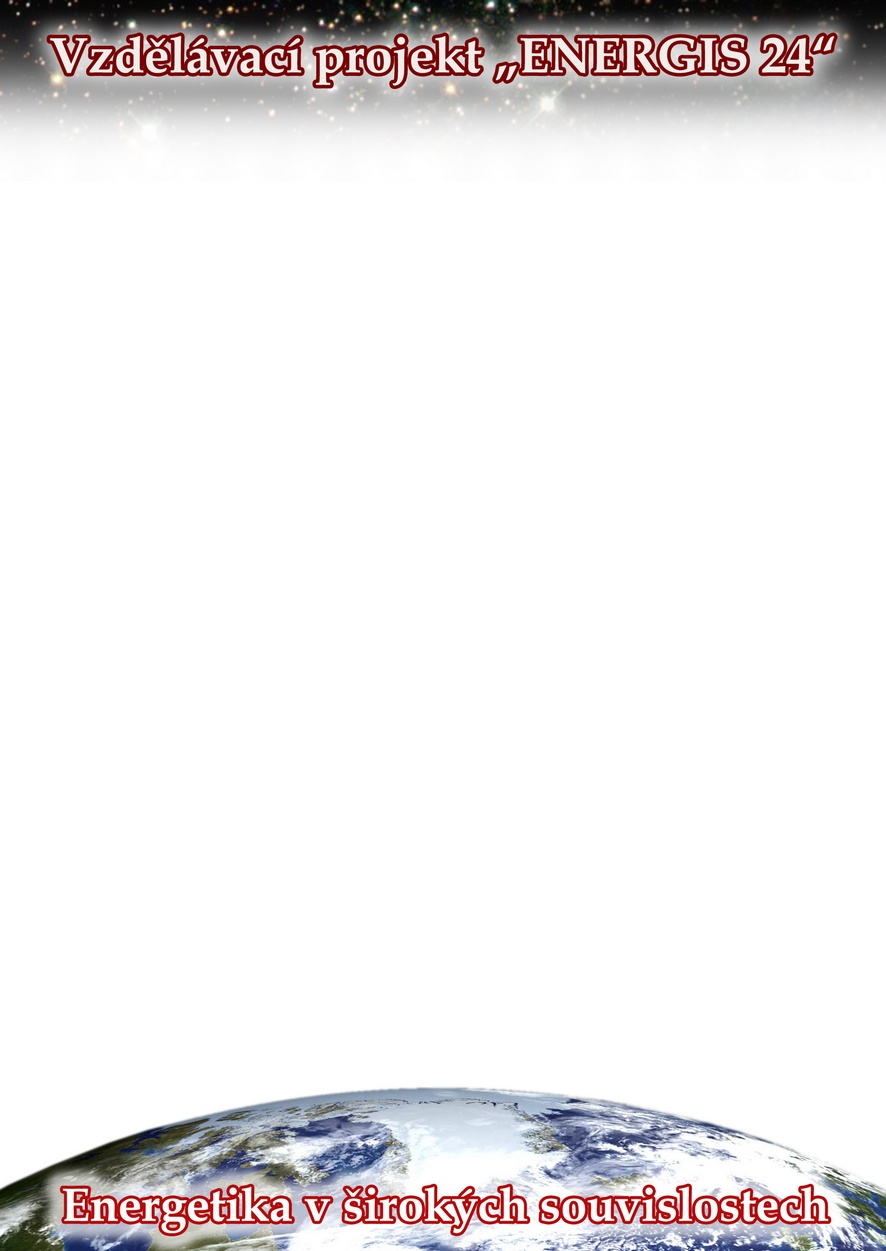 Vzdělávací projekt „ENERGIS 24“
Energetika v širokých souvislostech